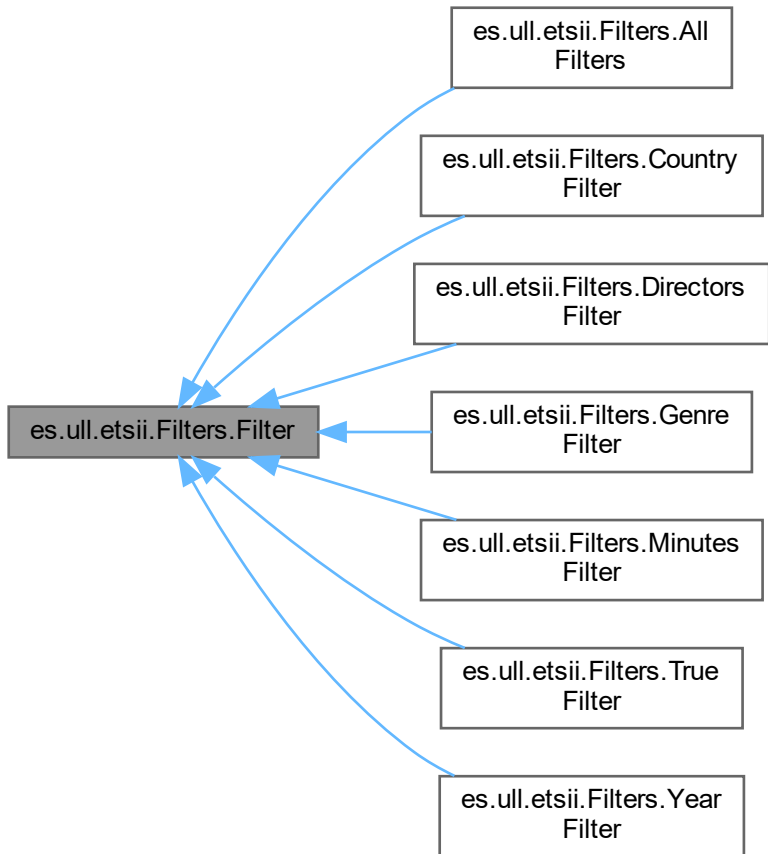 es.ull.etsii.Filters.All
Filters
es.ull.etsii.Filters.Country
Filter
es.ull.etsii.Filters.Directors
Filter
es.ull.etsii.Filters.Filter
es.ull.etsii.Filters.Genre
Filter
es.ull.etsii.Filters.Minutes
Filter
es.ull.etsii.Filters.True
Filter
es.ull.etsii.Filters.Year
Filter